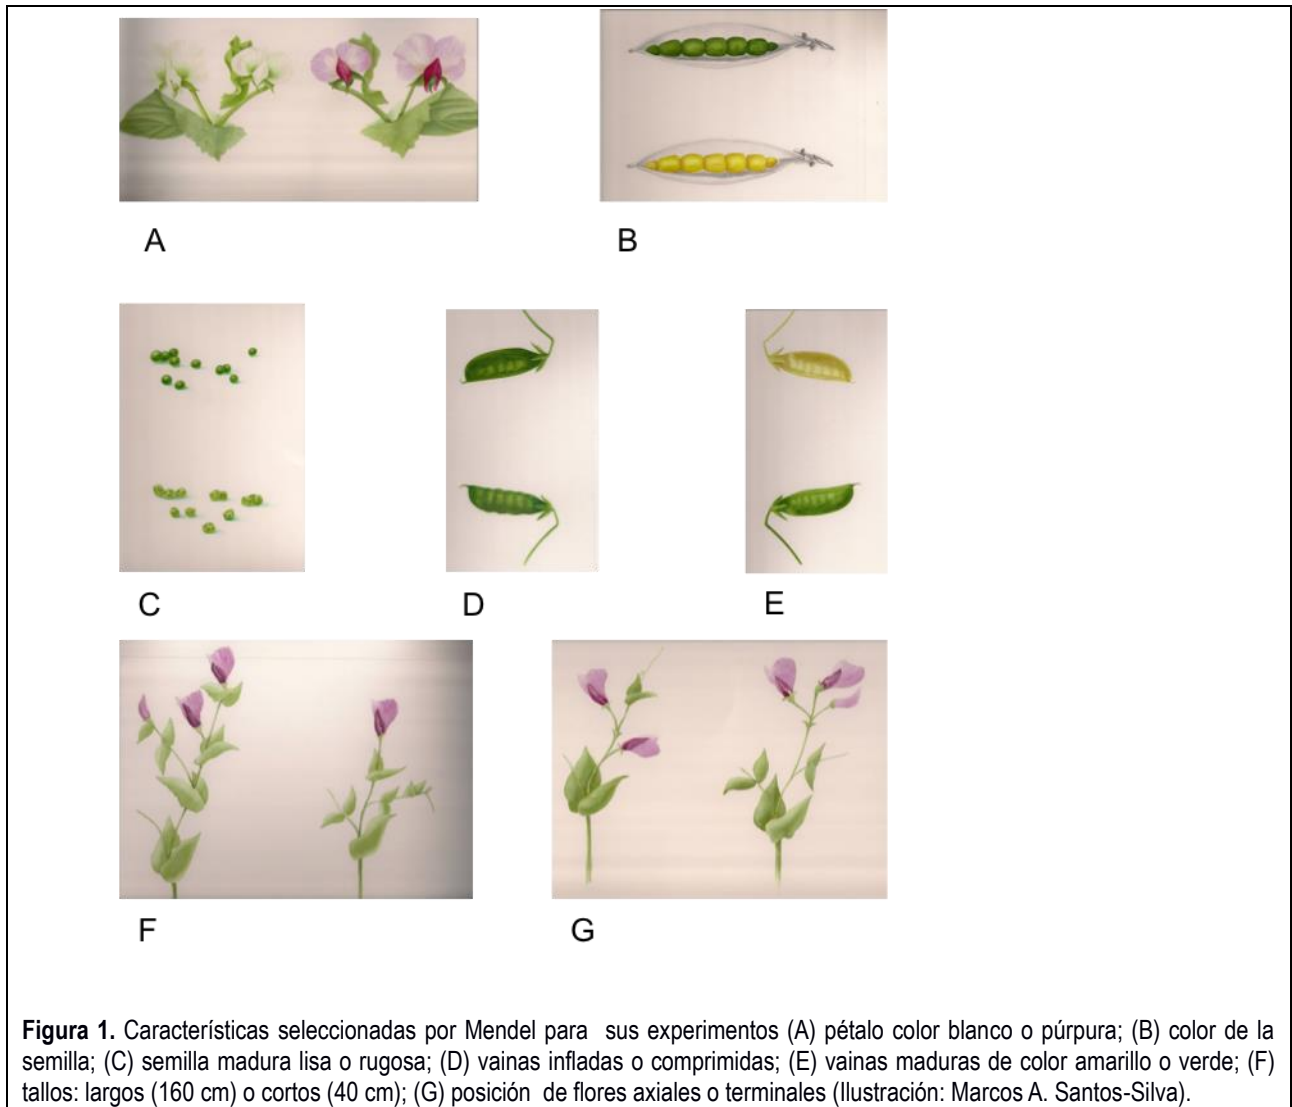 A
B
C
D
E
F
G
Figura 1. Características seleccionadas por Mendel para sus experimentos (A) pétalo color blanco o púrpura; (B) color de la
semilla; (C) semilla madura lisa o rugosa; (D) vainas infladas o comprimidas; (E) vainas maduras de color amarillo o verde; (F)
tallos: largos (160 cm) o cortos (40 cm); (G) posición de flores axiales o terminales (Ilustración: Marcos A. Santos-Silva).